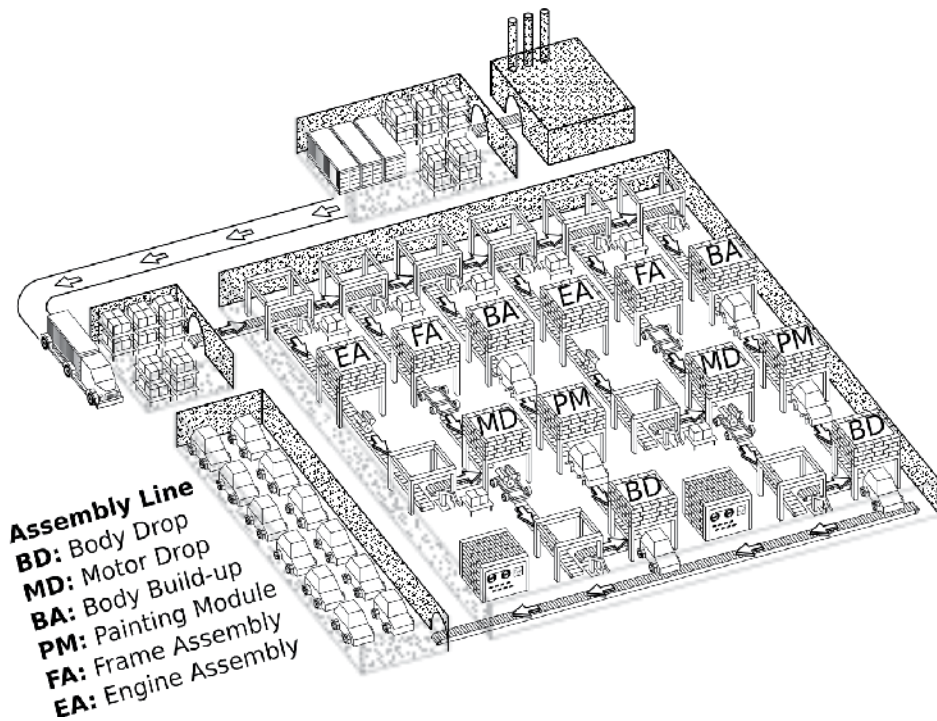 BA
FA
PM
EA
MD
BA
FA
BD
EA
PM
MD
BD
Assembly Line
BD: Body Drop
MD: Motor Drop
BA: Body Build-up
PM: Painting Module
FA: Frame Assembly
EA: Engine Assembly